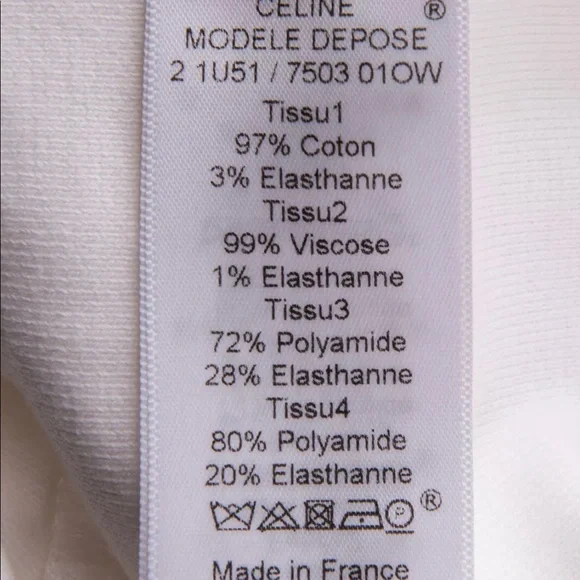 CELINE ®
MODELE DEPOSE
2 1U51 / 7503 01OW
Tissu1
97% Coton
3% Elasthanne
Tissu2
99% Viscose
1% Elasthanne
Tissu3
72% Polyamide
28% Elasthanne
Tissu4
80% Polyamide
20% Elasthanne
P ®
Made in France